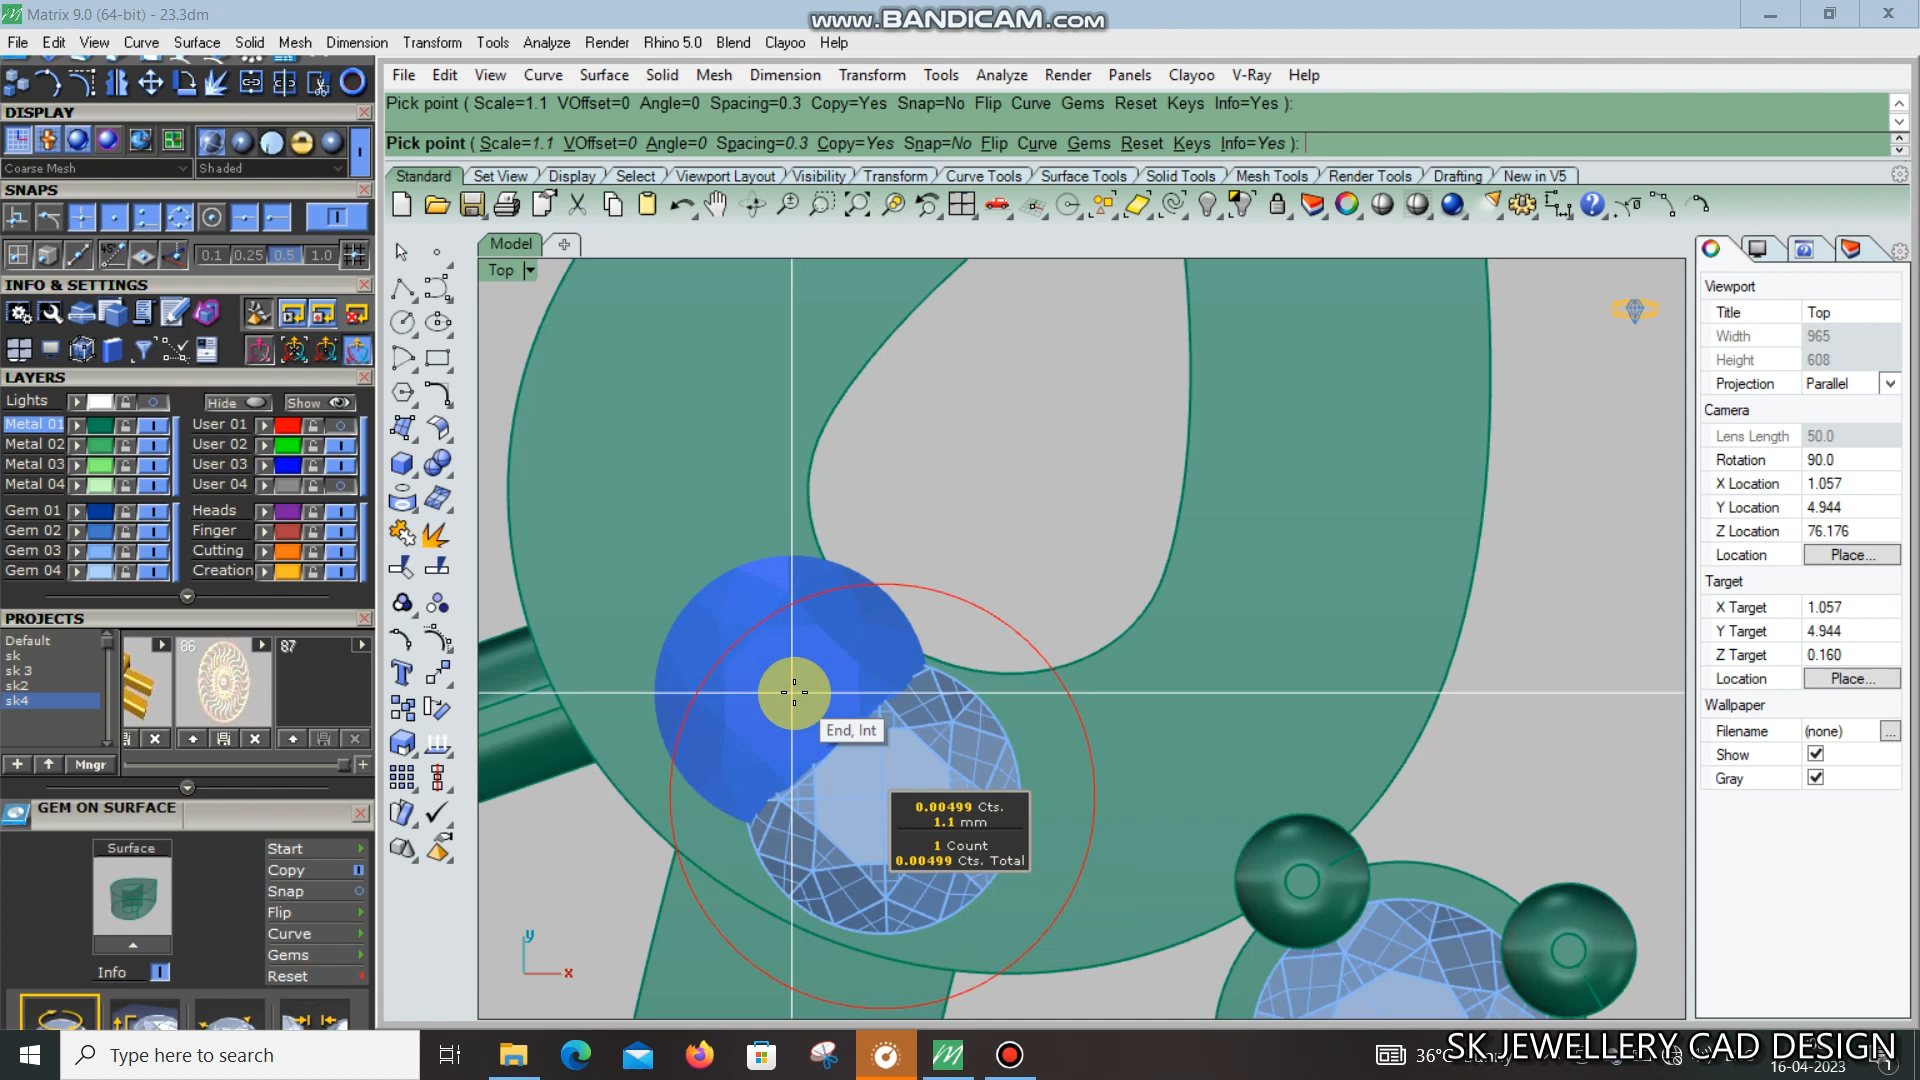 Matrix 9.0 (64-bit) - 23.3dm
www.BANDICAM.com
File Edit View Curve Surface Solid Mesh Dimension Transform Tools Analyze Render Rhino 5.0 Blend Clayoo Help
File Edit View Curve Surface Solid Mesh Dimension Transform Tools Analyze Render Panels Clayoo V-Ray Help
Pick point ( Scale=1.1 VOffset=0 Angle=0 Spacing=0.3 Copy=Yes Snap=No Flip Curve Gems Reset Keys Info=Yes ):
Pick point ( Scale=1.1 VOffset=0 Angle=0 Spacing=0.3 Copy=Yes Snap=No Flip Curve Gems Reset Keys Info=Yes ):
Standard Set View Display Select Viewport Layout Visibility Transform Curve Tools Surface Tools Solid Tools Mesh Tools Render Tools Drafting New in V5
DISPLAY
Coarse Mesh Shaded
SNAPS
0.1 0.25 0.5 1.0
INFO & SETTINGS
LAYERS
Lights Hide Show
Metal 01 User 01
Metal 02 User 02
Metal 03 User 03
Metal 04 User 04
Gem 01 Heads
Gem 02 Finger
Gem 03 Cutting
Gem 04 Creation
PROJECTS
Default
sk
sk 3
sk2
sk4
86 87
Mngr
GEM ON SURFACE
Surface
Start
Copy
Snap
Flip
Curve
Gems
Reset
Info
Model
Top
End, Int
0.00499 Cts.
1.1 mm
1 Count
0.00499 Cts. Total
y
x
Viewport
Title Top
Width 965
Height 608
Projection Parallel
Camera
Lens Length 50.0
Rotation 90.0
X Location 1.057
Y Location 4.944
Z Location 76.176
Location Place...
Target
X Target 1.057
Y Target 4.944
Z Target 0.160
Location Place...
Wallpaper
Filename (none) ...
Show
Gray
Type here to search
36°C
SK JEWELLERY CAD DESIGN
16-04-2023
1